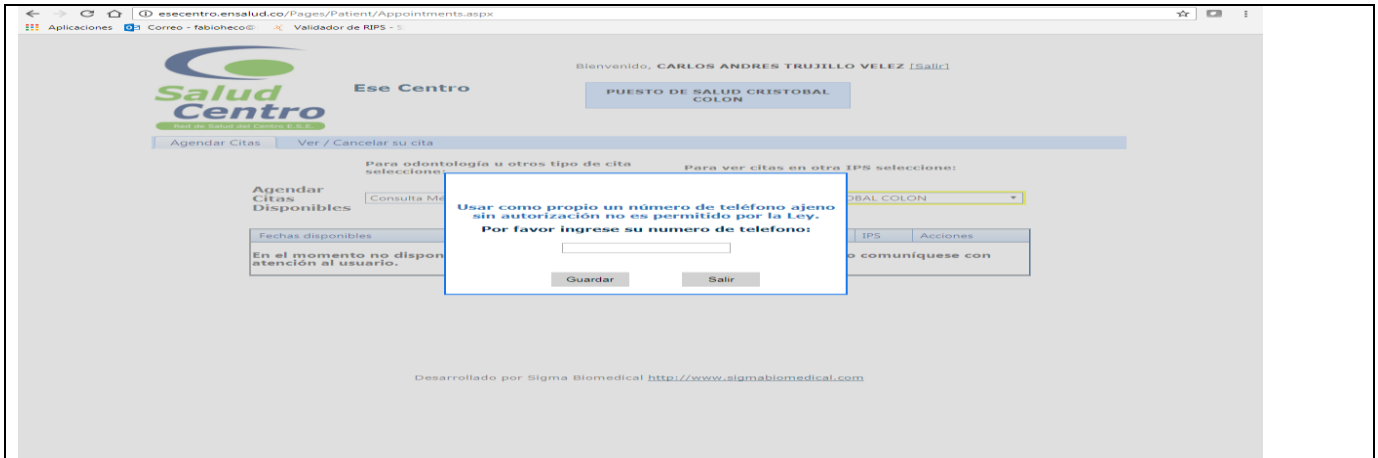 esecentro.ensalud.co/Pages/Patient/Appointments.aspx
Aplicaciones Correo - fabioheco@ Validador de RIPS - S
Bienvenido, CARLOS ANDRES TRUJILLO VELEZ [Salir]
Salud
Centro
Red de Salud del Centro E.S.E
Ese Centro
PUESTO DE SALUD CRISTOBAL
COLON
Agendar Citas Ver / Cancelar su cita
Para odontología u otros tipo de cita
seleccione:
Para ver citas en otra IPS seleccione:
Agendar
Citas
Disponibles
Consulta Me
OBAL COLON
Usar como propio un número de teléfono ajeno
sin autorización no es permitido por la Ley.
Por favor ingrese su numero de telefono:
Guardar Salir
Fechas disponibles IPS Acciones
En el momento no dispon o comuníquese con
atención al usuario.
Desarrollado por Sigma Biomedical http://www.sigmabiomedical.com